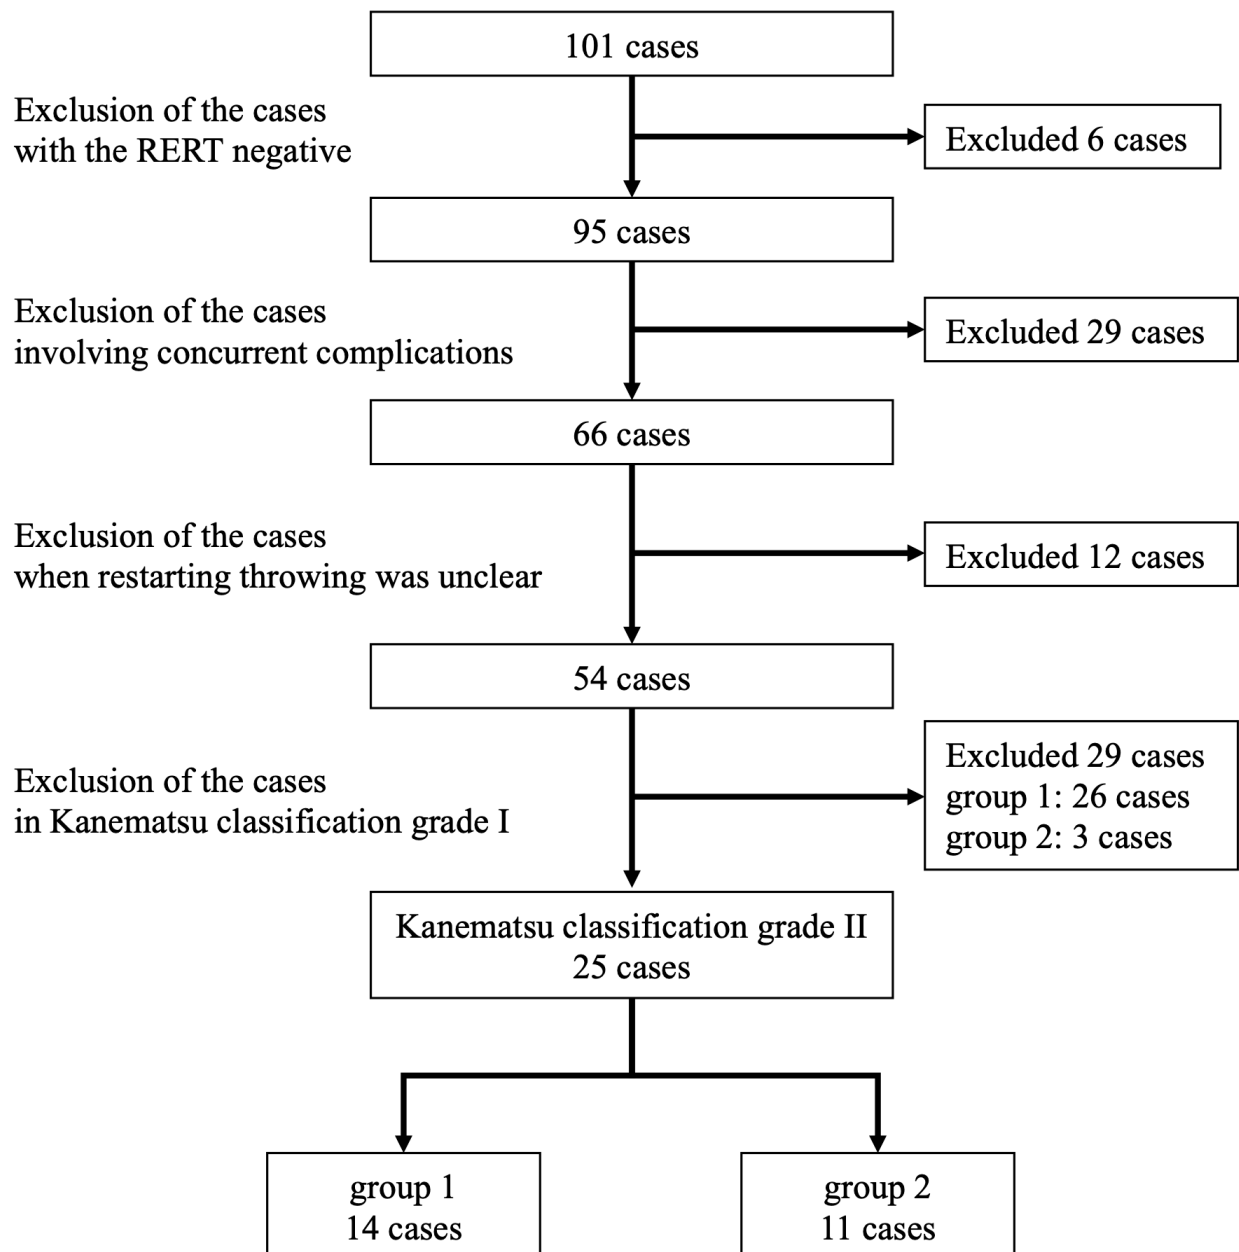 101 cases
Exclusion of the cases
with the RERT negative
Excluded 6 cases
95 cases
Exclusion of the cases
involving concurrent complications
Excluded 29 cases
66 cases
Exclusion of the cases
when restarting throwing was unclear
Excluded 12 cases
54 cases
Exclusion of the cases
in Kanematsu classification grade I
Excluded 29 cases
group 1: 26 cases
group 2: 3 cases
Kanematsu classification grade II
25 cases
group 1
14 cases
group 2
11 cases